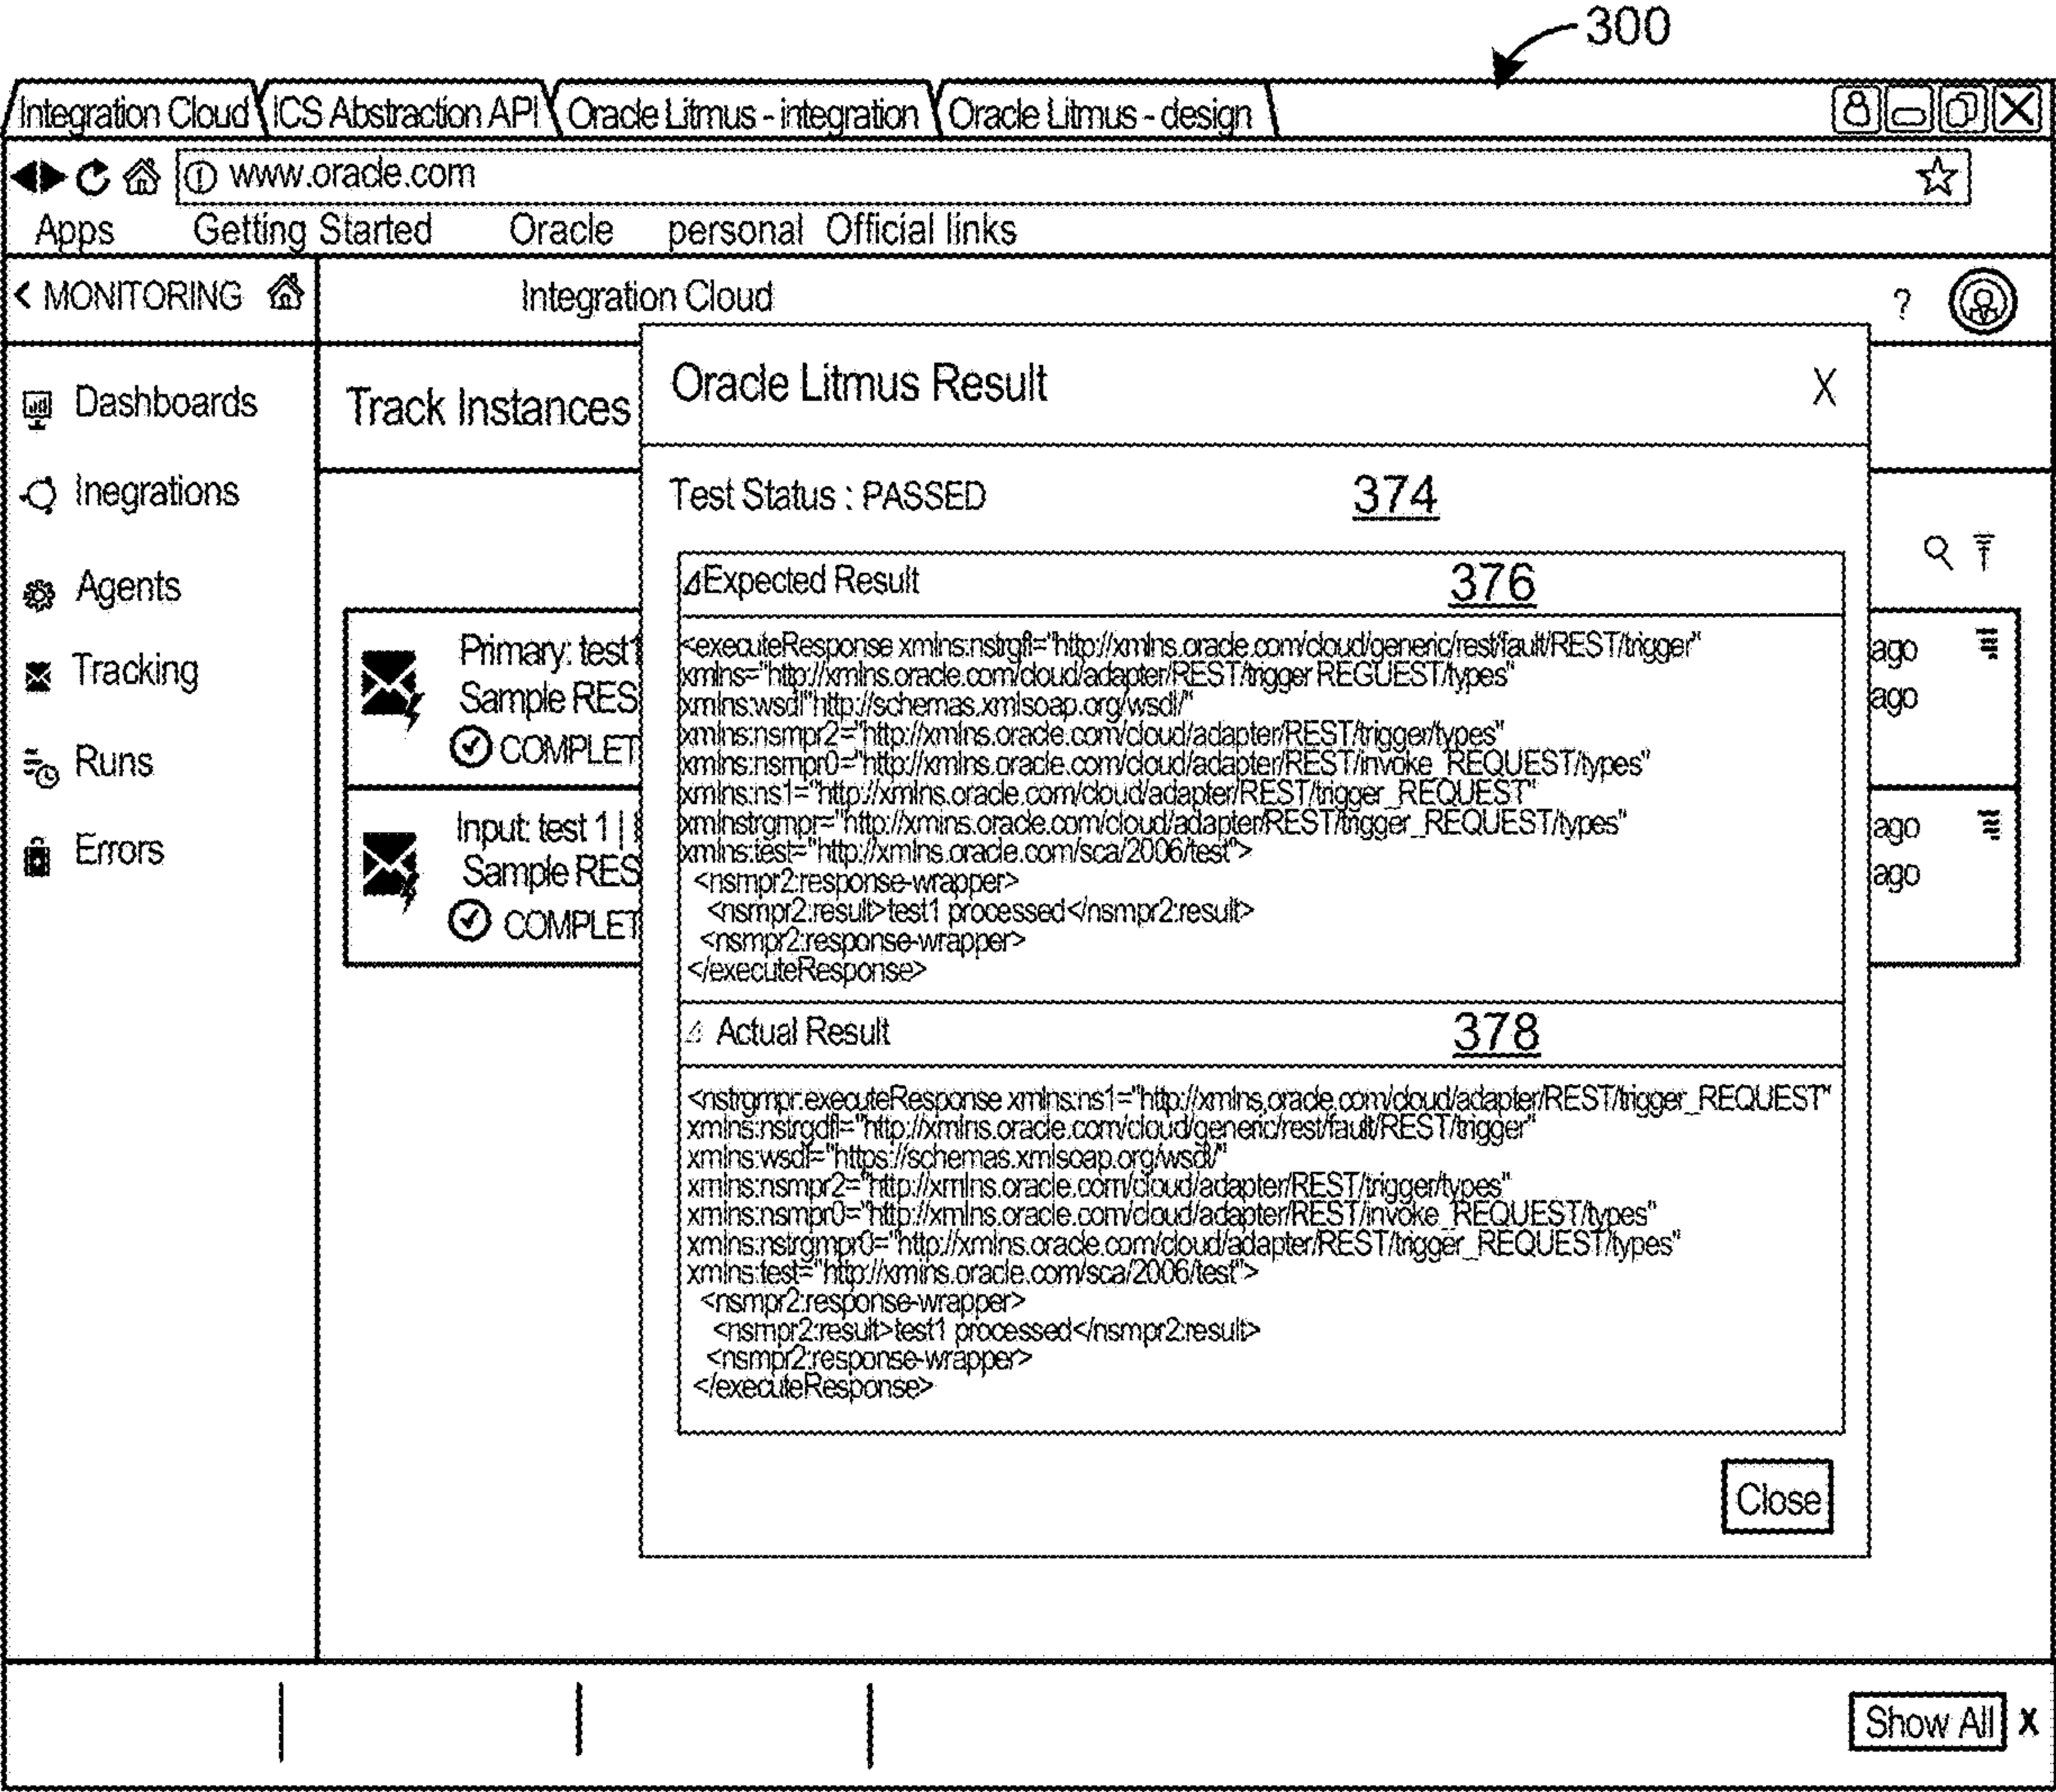 300
Integration Cloud ICS Abstraction API Oracle Litmus - integration Oracle Litmus - design
www.oracle.com
Apps Getting Started Oracle personal Official links
< MONITORING Integration Cloud ?
Dashboards
Inegrations
Agents
Tracking
Runs
Errors
Track Instances
Primary: test1
Sample RES
COMPLET
Input: test 1 |
Sample RES
COMPLET
ago
ago
ago
ago
Oracle Litmus Result X
Test Status : PASSED 374
Expected Result 376
<executeResponse xmlns:nstrgfl="http://xmlns.oracle.com/cloud/generic/rest/fault/REST/trigger"
xmlns="http://xmlns.oracle.com/cloud/adapter/REST/trigger REGUEST/types"
xmlns:wsdl"http://schemas.xmlsoap.org/wsdl/"
xmlns:nsmpr2="http://xmlns.oracle.com/cloud/adapter/REST/trigger/types"
xmlns:nsmpr0="http://xmlns.oracle.com/cloud/adapter/REST/invoke_REQUEST/types"
xmlns:ns1="http://xmlns.oracle.com/cloud/adapter/REST/trigger_REQUEST"
xmlnstrgmpr="http://xmlns.oracle.com/cloud/adapter/REST/trigger_REQUEST/types"
xmlns:test="http://xmlns.oracle.com/sca/2006/test">
<nsmpr2:response-wrapper>
<nsmpr2:result>test1 processed</nsmpr2:result>
<nsmpr2:response-wrapper>
</executeResponse>
Actual Result 378
<nstrgmpr:executeResponse xmlns:ns1="http://xmlns.oracle.com/cloud/adapter/REST/trigger_REQUEST"
xmlns:nstrgdfl="http://xmlns.oracle.com/cloud/generic/rest/fault/REST/trigger"
xmlns:wsdl="https://schemas.xmlsoap.org/wsdl/"
xmlns:nsmpr2="http://xmlns.oracle.com/cloud/adapter/REST/trigger/types"
xmlns:nsmpr0="http://xmlns.oracle.com/cloud/adapter/REST/invoke_REQUEST/types"
xmlns:nstrgmpr0="http://xmlns.oracle.com/cloud/adapter/REST/trigger_REQUEST/types"
xmlns:test="http://xmlns.oracle.com/sca/2006/test">
<nsmpr2:response-wrapper>
<nsmpr2:result>test1 processed</nsmpr2:result>
<nsmpr2:response-wrapper>
</executeResponse>
Close
Show All x